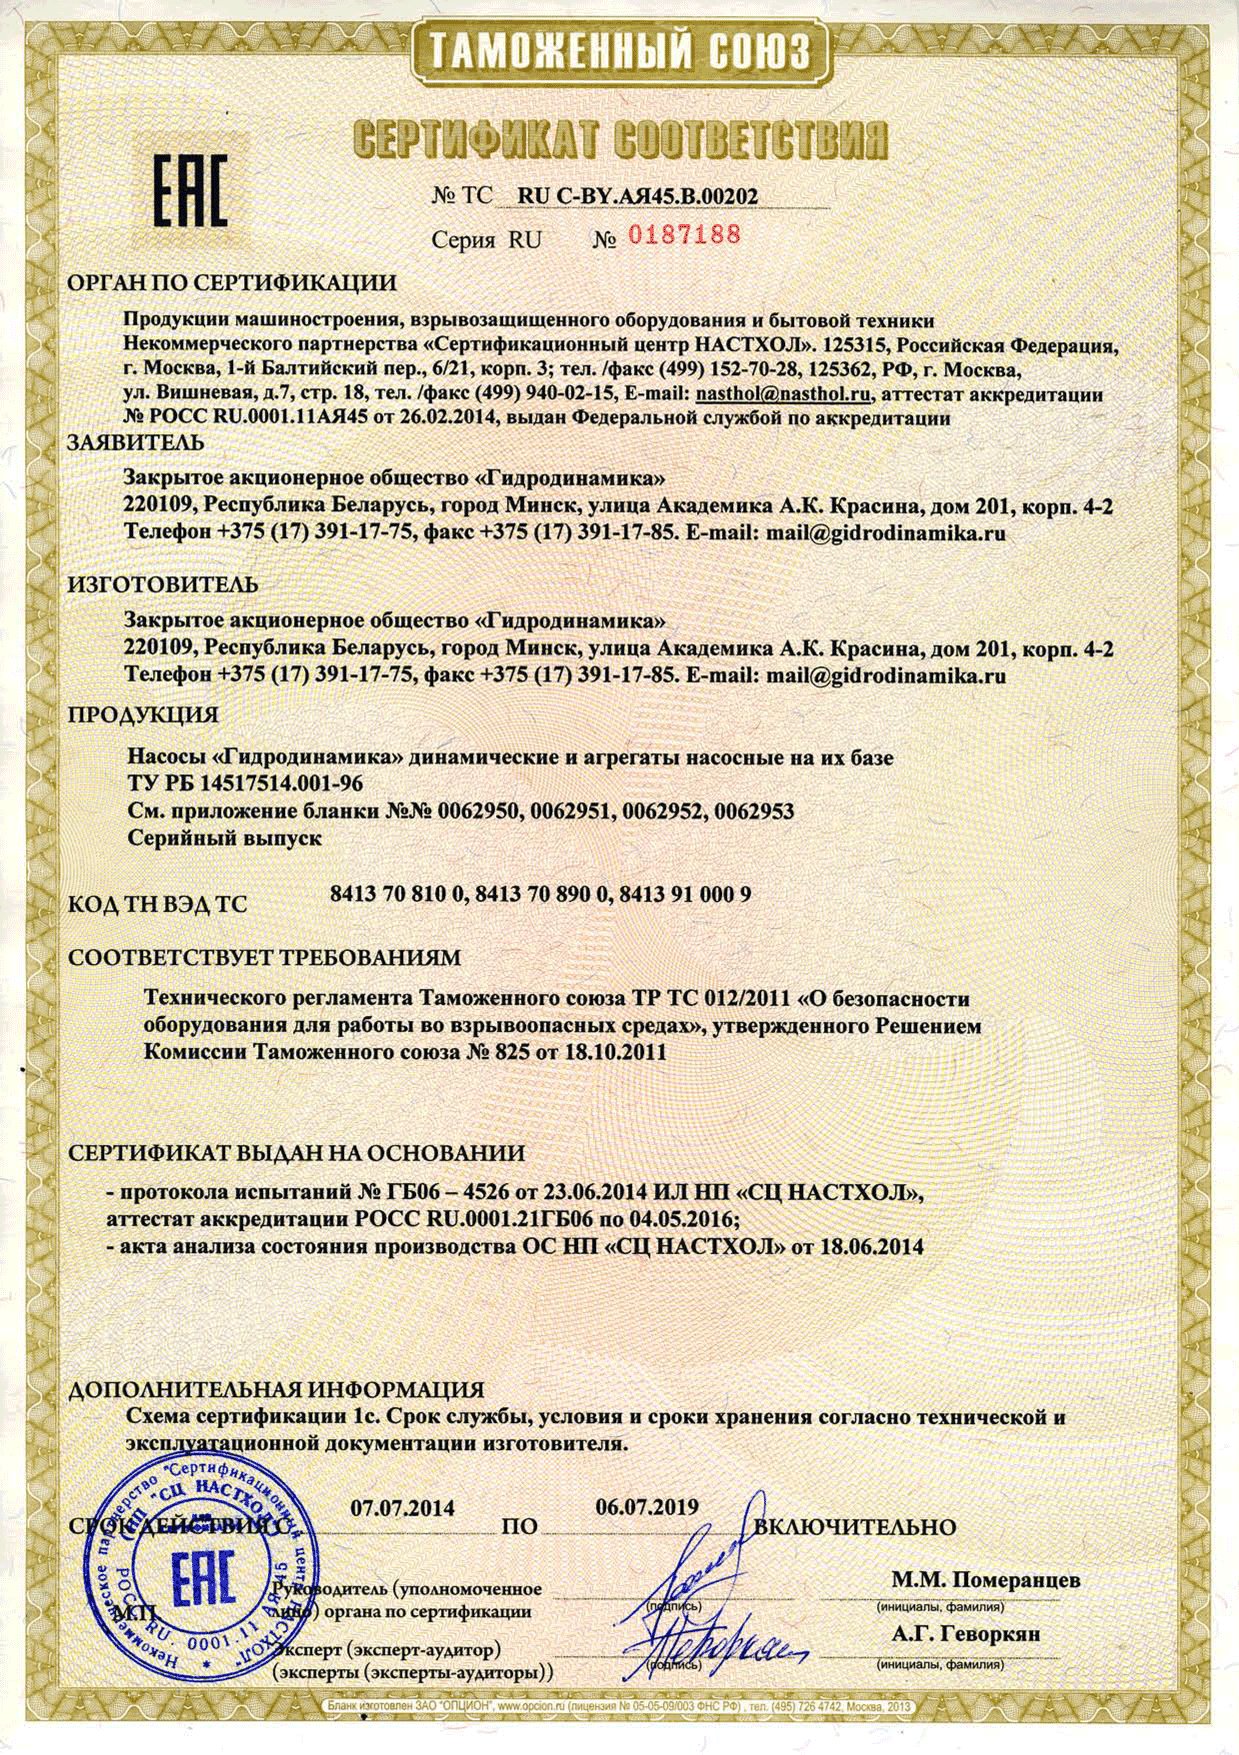 ТАМОЖЕННЫЙ СОЮЗ
СЕРТИФИКАТ СООТВЕТСТВИЯ
EAC
№ ТС RU C-BY.АЯ45.В.00202
Серия RU № 0187188
ОРГАН ПО СЕРТИФИКАЦИИ
Продукции машиностроения, взрывозащищенного оборудования и бытовой техники
Некоммерческого партнерства «Сертификационный центр НАСТХОЛ». 125315, Российская Федерация,
г. Москва, 1-й Балтийский пер., 6/21, корп. 3; тел. /факс (499) 152-70-28, 125362, РФ, г. Москва,
ул. Вишневая, д.7, стр. 18, тел. /факс (499) 940-02-15, E-mail: nasthol@nasthol.ru, аттестат аккредитации
№ РОСС RU.0001.11АЯ45 от 26.02.2014, выдан Федеральной службой по аккредитации
ЗАЯВИТЕЛЬ
Закрытое акционерное общество «Гидродинамика»
220109, Республика Беларусь, город Минск, улица Академика А.К. Красина, дом 201, корп. 4-2
Телефон +375 (17) 391-17-75, факс +375 (17) 391-17-85. E-mail: mail@gidrodinamika.ru
ИЗГОТОВИТЕЛЬ
Закрытое акционерное общество «Гидродинамика»
220109, Республика Беларусь, город Минск, улица Академика А.К. Красина, дом 201, корп. 4-2
Телефон +375 (17) 391-17-75, факс +375 (17) 391-17-85. E-mail: mail@gidrodinamika.ru
ПРОДУКЦИЯ
Насосы «Гидродинамика» динамические и агрегаты насосные на их базе
ТУ РБ 14517514.001-96
См. приложение бланки №№ 0062950, 0062951, 0062952, 0062953
Серийный выпуск
КОД ТН ВЭД ТС 8413 70 810 0, 8413 70 890 0, 8413 91 000 9
СООТВЕТСТВУЕТ ТРЕБОВАНИЯМ
Технического регламента Таможенного союза ТР ТС 012/2011 «О безопасности
оборудования для работы во взрывоопасных средах», утвержденного Решением
Комиссии Таможенного союза № 825 от 18.10.2011
СЕРТИФИКАТ ВЫДАН НА ОСНОВАНИИ
- протокола испытаний № ГБ06 – 4526 от 23.06.2014 ИЛ НП «СЦ НАСТХОЛ»,
аттестат аккредитации РОСС RU.0001.21ГБ06 по 04.05.2016;
- акта анализа состояния производства ОС НП «СЦ НАСТХОЛ» от 18.06.2014
ДОПОЛНИТЕЛЬНАЯ ИНФОРМАЦИЯ
Схема сертификации 1с. Срок службы, условия и сроки хранения согласно технической и
эксплуатационной документации изготовителя.
СРОК ДЕЙСТВИЯ С 07.07.2014 ПО 06.07.2019 ВКЛЮЧИТЕЛЬНО
Некоммерческое партнерство "Сертификационный центр НАСТХОЛ"
(НП "СЦ НАСТХОЛ")
EAC
РОСС RU. 0001.11 АЯ 45
М.П.
Руководитель (уполномоченное
лицо) органа по сертификации
(подпись)
М.М. Померанцев
(инициалы, фамилия)
Эксперт (эксперт-аудитор)
(эксперты (эксперты-аудиторы))
(подпись)
А.Г. Геворкян
(инициалы, фамилия)
Бланк изготовлен ЗАО "ОПЦИОН", www.opcion.ru (лицензия № 05-05-09/003 ФНС РФ) , тел. (495) 726 4742, Москва, 2013